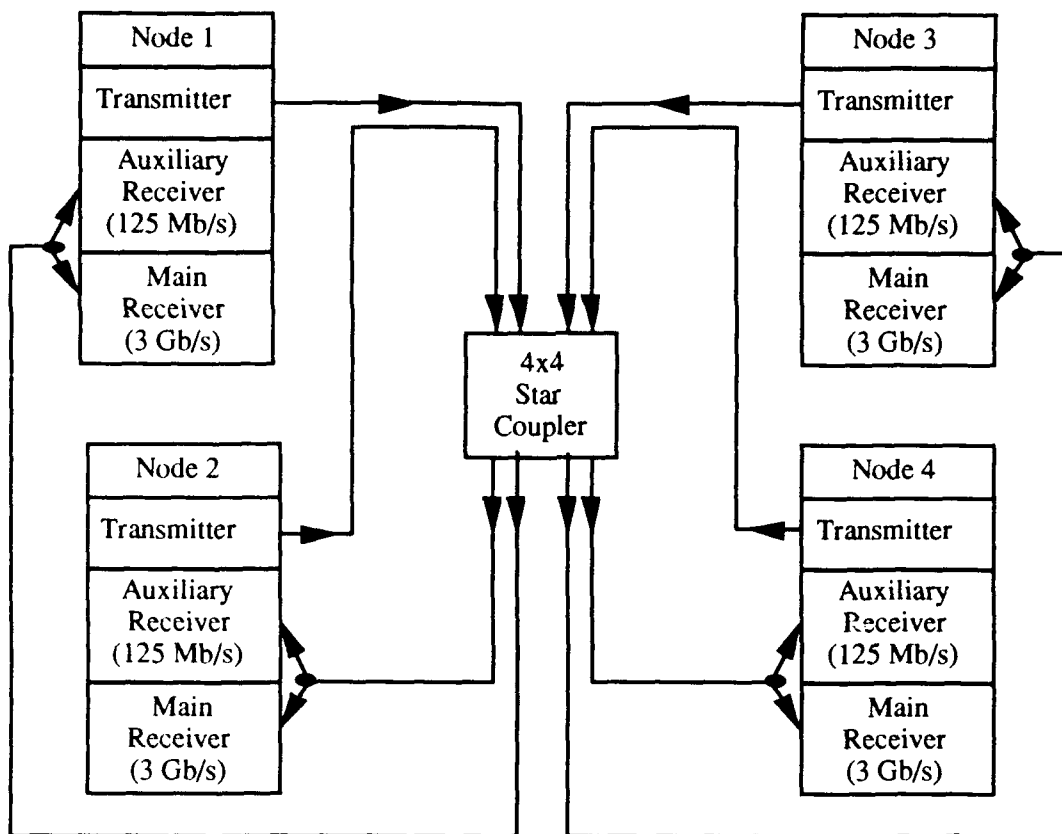 Node 1
Transmitter
Auxiliary
Receiver
(125 Mb/s)
Main
Receiver
(3 Gb/s)
Node 3
Transmitter
Auxiliary
Receiver
(125 Mb/s)
Main
Receiver
(3 Gb/s)
4x4
Star
Coupler
Node 2
Transmitter
Auxiliary
Receiver
(125 Mb/s)
Main
Receiver
(3 Gb/s)
Node 4
Transmitter
Auxiliary
Receiver
(125 Mb/s)
Main
Receiver
(3 Gb/s)